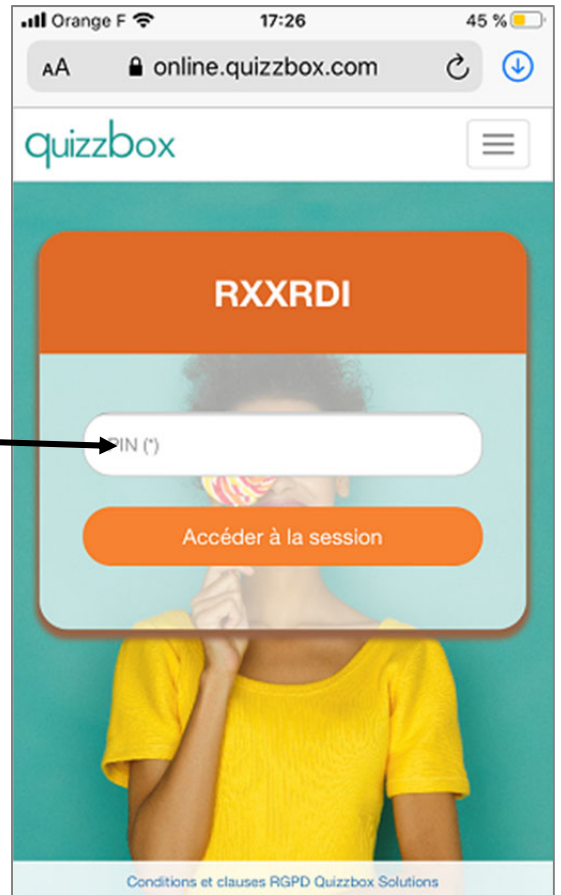 Orange F 17:26 45 %
AA online.quizzbox.com
quizzbox
RXXRDI
PIN (*)
Accéder à la session
Conditions et clauses RGPD Quizzbox Solutions